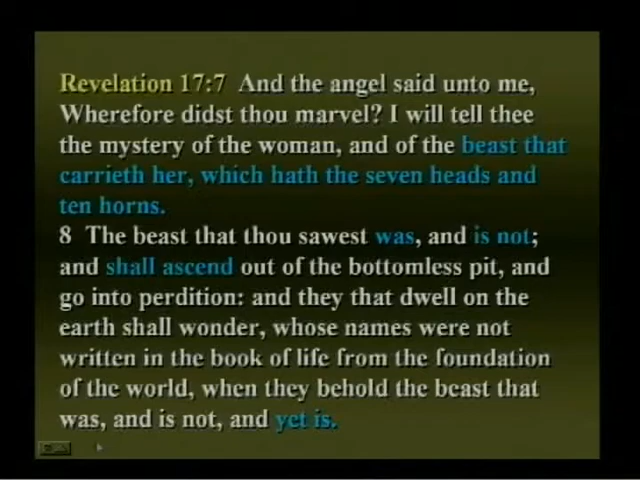 Revelation 17:7 And the angel said unto me,
Wherefore didst thou marvel? I will tell thee
the mystery of the woman, and of the beast that
carrieth her, which hath the seven heads and
ten horns.
8 The beast that thou sawest was, and is not;
and shall ascend out of the bottomless pit, and
go into perdition: and they that dwell on the
earth shall wonder, whose names were not
written in the book of life from the foundation
of the world, when they behold the beast that
was, and is not, and yet is.